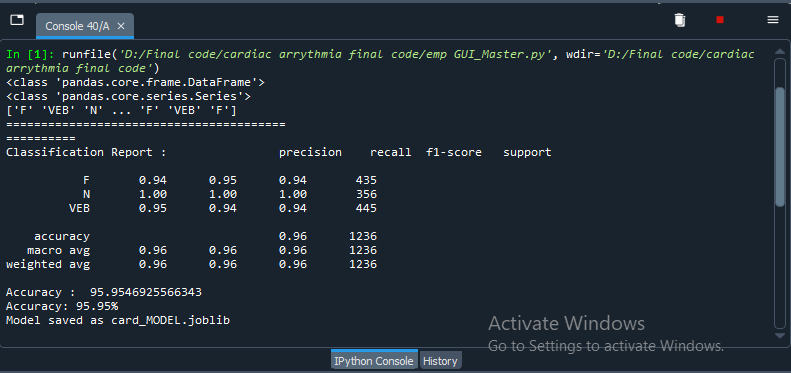 Console 40/A
In [1]: runfile('D:/Final code/cardiac arrythmia final code/emp GUI_Master.py', wdir='D:/Final code/cardiac
arrythmia final code')
<class 'pandas.core.frame.DataFrame'>
<class 'pandas.core.series.Series'>
['F' 'VEB' 'N' ... 'F' 'VEB' 'F']
========================================
==========
Classification Report : precision recall f1-score support
F 0.94 0.95 0.94 435
N 1.00 1.00 1.00 356
VEB 0.95 0.94 0.94 445
accuracy 0.96 1236
macro avg 0.96 0.96 0.96 1236
weighted avg 0.96 0.96 0.96 1236
Accuracy : 95.9546925566343
Accuracy: 95.95%
Model saved as card_MODEL.joblib
Activate Windows
Go to Settings to activate Windows.
IPython Console History